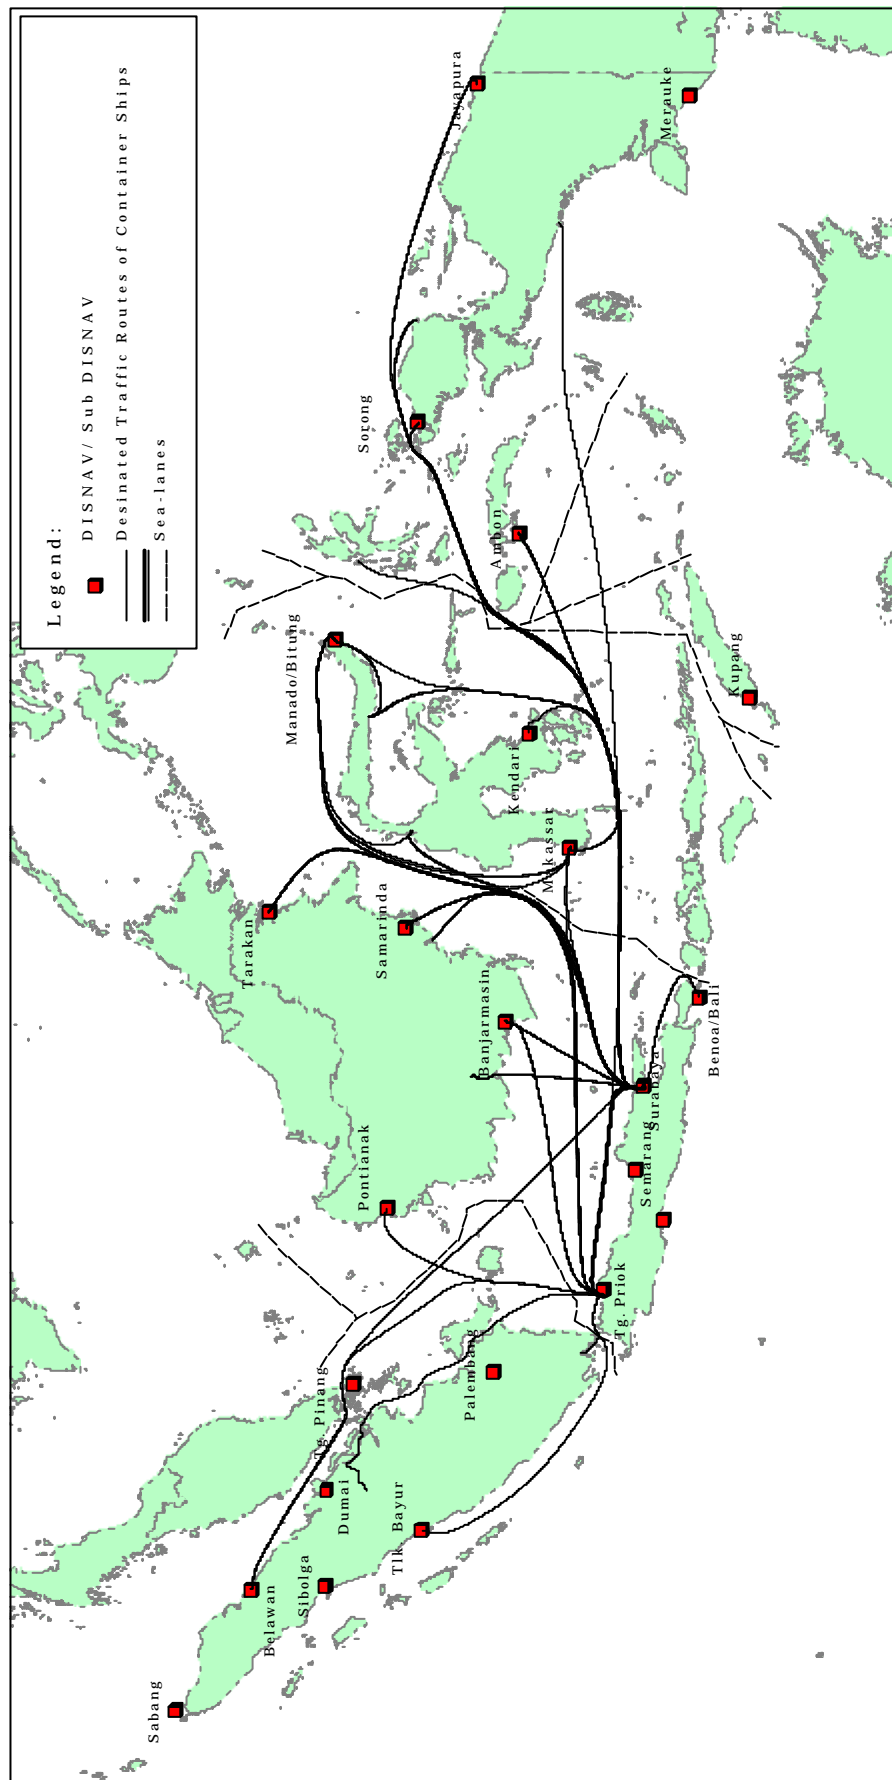 Legend:
DISNAV/ Sub DISNAV
Desinated Traffic Routes of Container Ships
Sea-lanes
Sabang
Belawan
Sibolga
Dumai
Tlk. Bayur
Tg. Pinang
Palembang
Tg. Priok
Pontianak
Semarang
Surabaya
Banjarmasin
Benoa/Bali
Samarinda
Tarakan
Makassar
Kendari
Manado/Bitung
Kupang
Ambon
Sorong
Jayapura
Merauke